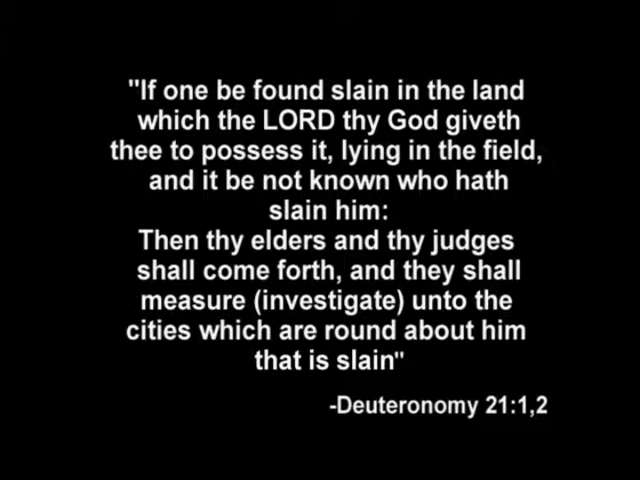 "If one be found slain in the land
which the LORD thy God giveth
thee to possess it, lying in the field,
and it be not known who hath
slain him:
Then thy elders and thy judges
shall come forth, and they shall
measure (investigate) unto the
cities which are round about him
that is slain"
-Deuteronomy 21:1,2